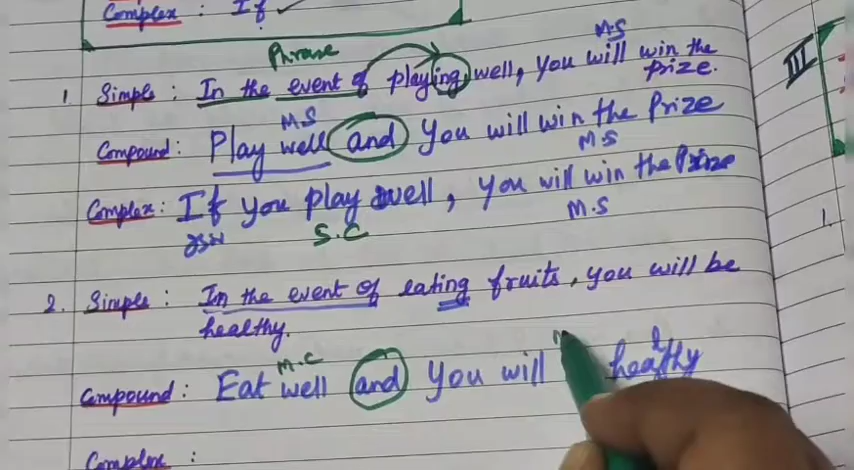 Complex : If
Phrase
M.S
1. Simple : In the event of playing well, you will win the prize.
M.S
Compound : Play well and you will win the Prize
M.S
Complex : If you play well, you will win the Prize
S.C
M.S
2. Simple : In the event of eating fruits, you will be
healthy.
M.C
Compound : Eat well and you will healthy
Complex :
III
1.